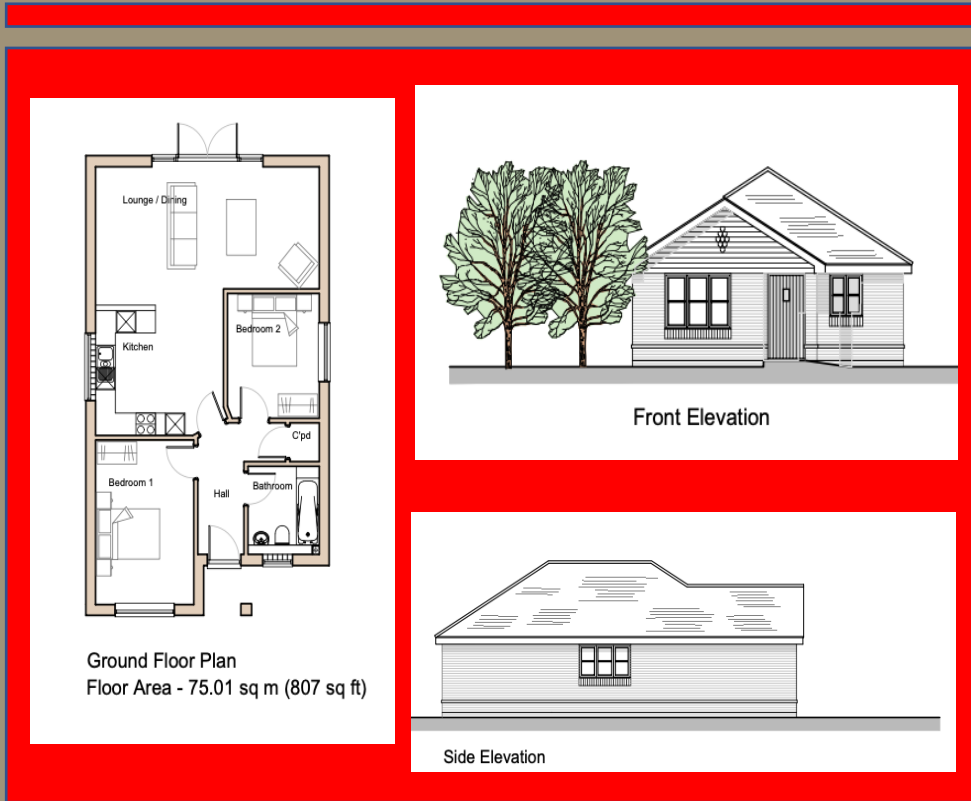 Lounge / Dining
Bedroom 2
Kitchen
C'pd
Bedroom 1
Bathroom
Hall
Ground Floor Plan
Floor Area - 75.01 sq m (807 sq ft)
Front Elevation
Side Elevation